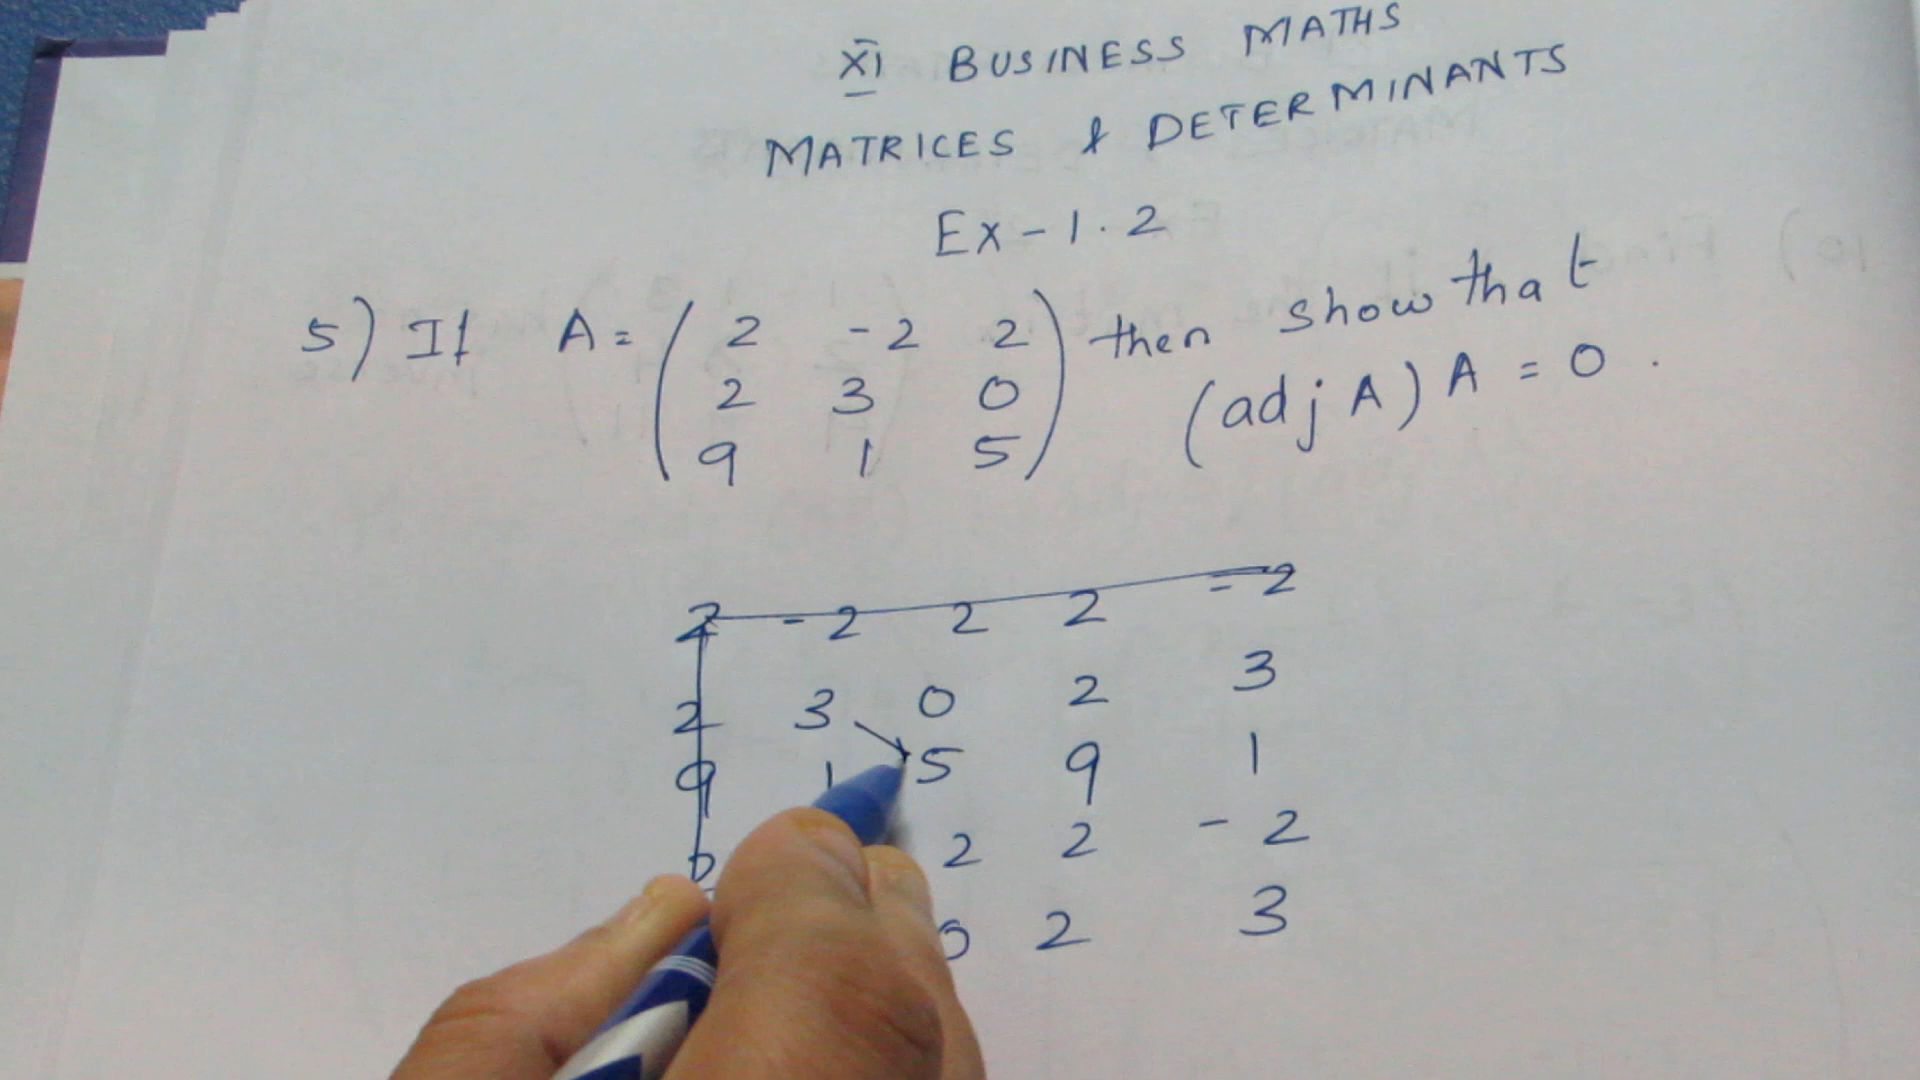 XI BUSINESS MATHS
MATRICES & DETERMINANTS
Ex - 1.2
5) If A = ( 2 -2 2 ) then show that
2 3 0 (adj A) A = 0 .
9 1 5
2 -2 2 2 -2
2 3 0 2 3
9 1 5 9 1
2 2 -2
0 2 3